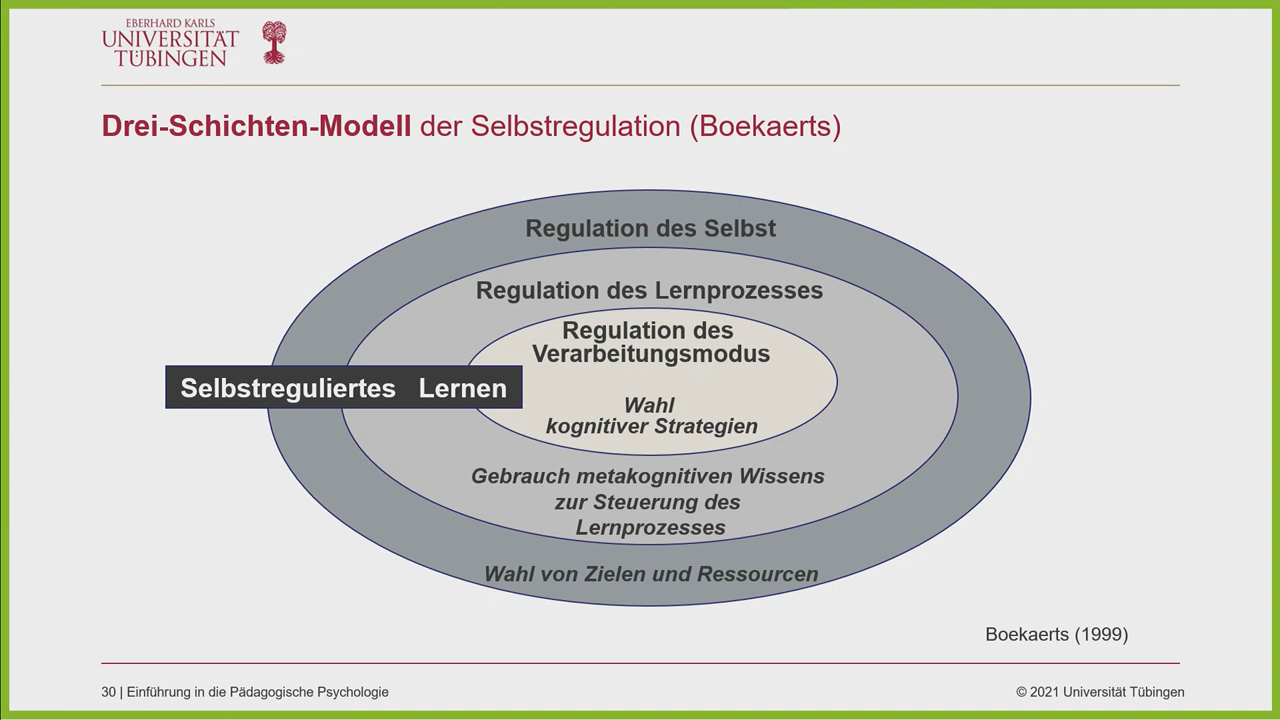 EBERHARD KARLS
UNIVERSITÄT
TÜBINGEN
Drei-Schichten-Modell der Selbstregulation (Boekaerts)
Regulation des Selbst
Regulation des Lernprozesses
Regulation des
Verarbeitungsmodus
Selbstreguliertes Lernen
Wahl
kognitiver Strategien
Gebrauch metakognitiven Wissens
zur Steuerung des
Lernprozesses
Wahl von Zielen und Ressourcen
Boekaerts (1999)
30 | Einführung in die Pädagogische Psychologie
© 2021 Universität Tübingen